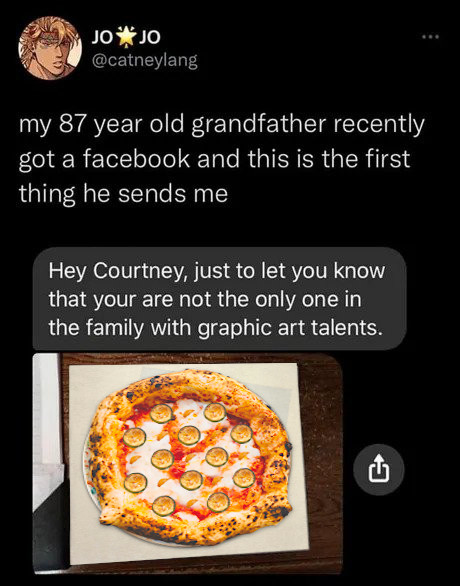 JO🌟JO
@catneylang
my 87 year old grandfather recently
got a facebook and this is the first
thing he sends me
Hey Courtney, just to let you know
that your are not the only one in
the family with graphic art talents.